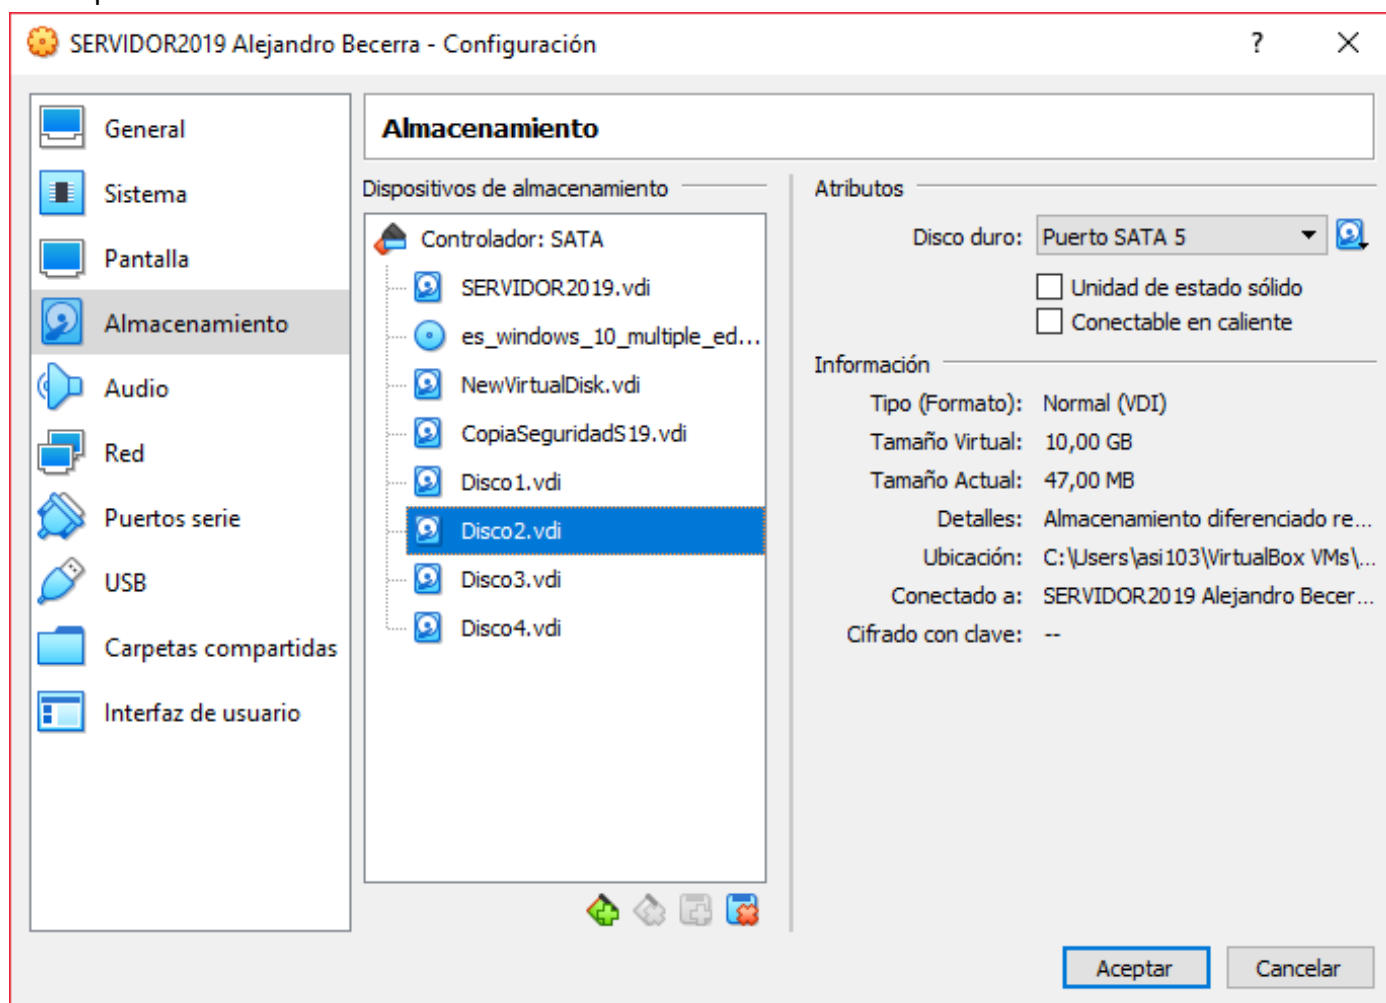 SERVIDOR2019 Alejandro Becerra - Configuración
?
General
Sistema
Pantalla
Almacenamiento
Audio
Red
Puertos serie
USB
Carpetas compartidas
Interfaz de usuario
Almacenamiento
Dispositivos de almacenamiento
Controlador: SATA
SERVIDOR2019.vdi
es_windows_10_multiple_ed...
NewVirtualDisk.vdi
CopiaSeguridadS19.vdi
Disco1.vdi
Disco2.vdi
Disco3.vdi
Disco4.vdi
Atributos
Disco duro: Puerto SATA 5
Unidad de estado sólido
Conectable en caliente
Información
Tipo (Formato): Normal (VDI)
Tamaño Virtual: 10,00 GB
Tamaño Actual: 47,00 MB
Detalles: Almacenamiento diferenciado re...
Ubicación: C:\Users\asi103\VirtualBox VMs\...
Conectado a: SERVIDOR2019 Alejandro Becer...
Cifrado con clave: --
Aceptar
Cancelar